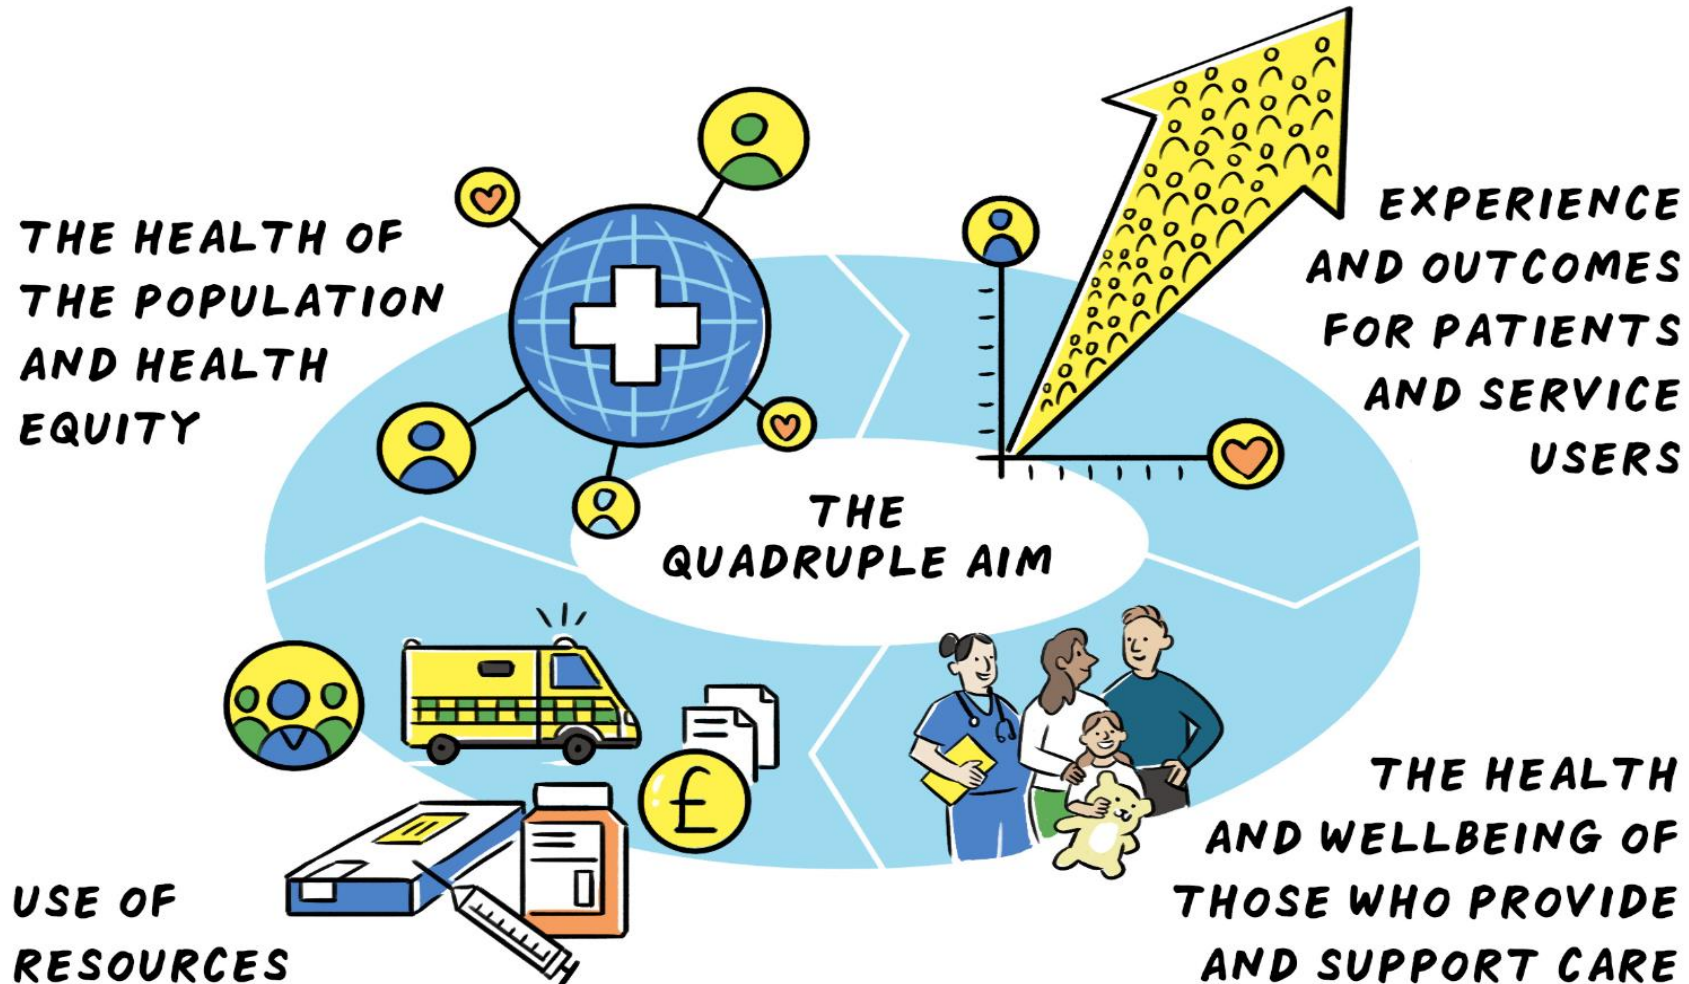 THE HEALTH OF
THE POPULATION
AND HEALTH
EQUITY
EXPERIENCE
AND OUTCOMES
FOR PATIENTS
AND SERVICE
USERS
THE
QUADRUPLE AIM
£
USE OF
RESOURCES
THE HEALTH
AND WELLBEING OF
THOSE WHO PROVIDE
AND SUPPORT CARE